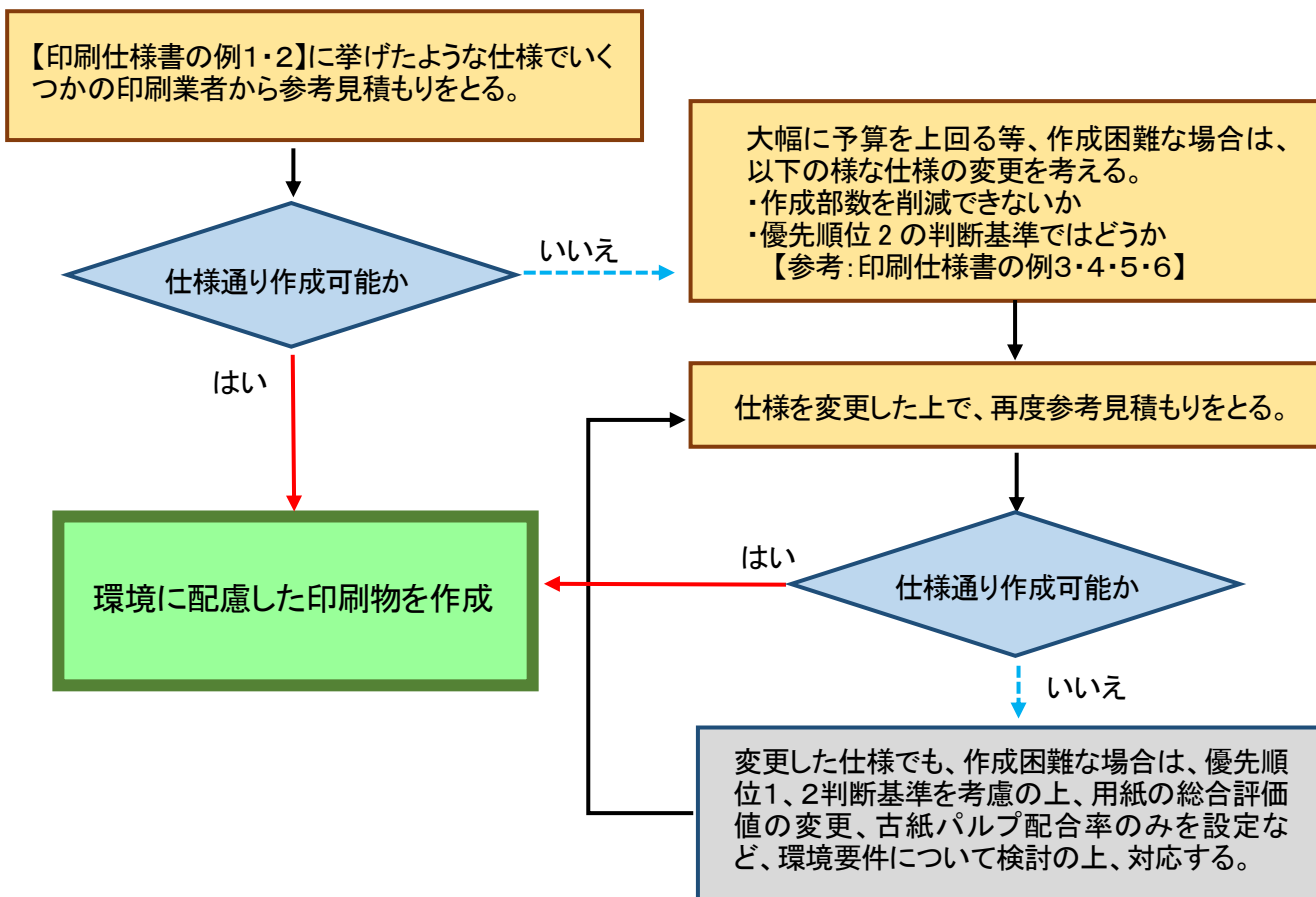 【印刷仕様書の例1・2】に挙げたような仕様でいく
つかの印刷業者から参考見積もりをとる。
大幅に予算を上回る等、作成困難な場合は、
以下の様な仕様の変更を考える。
・作成部数を削減できないか
・優先順位2の判断基準ではどうか
【参考:印刷仕様書の例3・4・5・6】
仕様通り作成可能か
いいえ
はい
仕様を変更した上で、再度参考見積もりをとる。
環境に配慮した印刷物を作成
はい
仕様通り作成可能か
いいえ
変更した仕様でも、作成困難な場合は、優先順
位1、2判断基準を考慮の上、用紙の総合評価
値の変更、古紙パルプ配合率のみを設定な
ど、環境要件について検討の上、対応する。